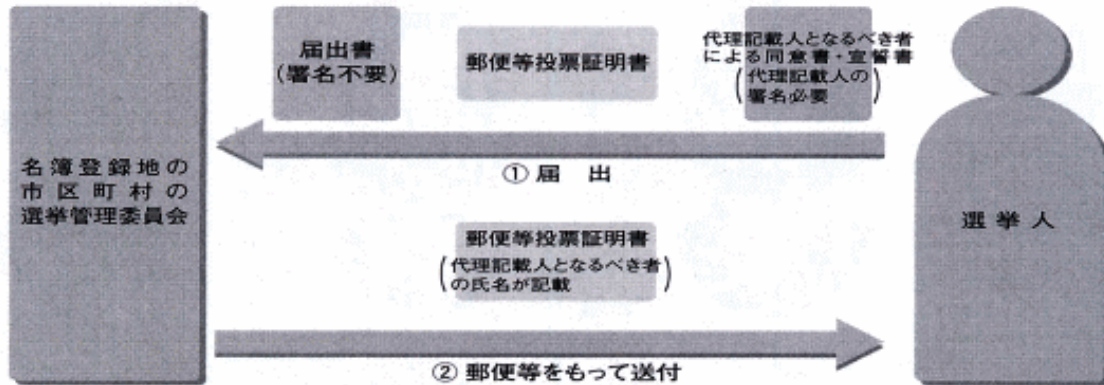 届出書
(署名不要)
郵便等投票証明書
代理記載人となるべき者
による同意書・宣誓書
(代理記載人の
署名必要)
名簿登録地の
市区町村の
選挙管理委員会
① 届 出
選挙人
郵便等投票証明書
(代理記載人となるべき者
の氏名が記載)
② 郵便等をもって送付